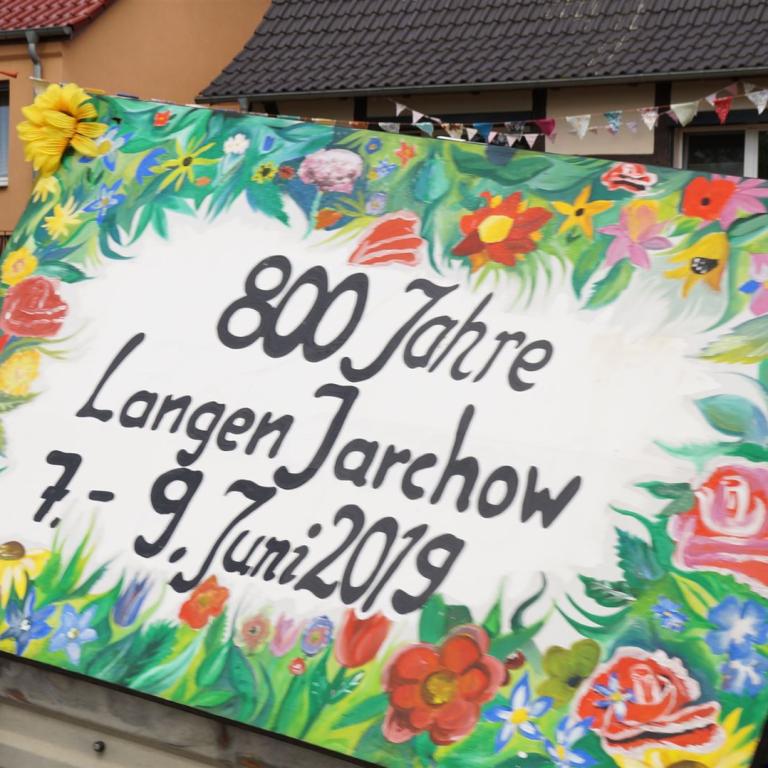 800 Jahre
Langen Jarchow
7. - 9. Juni 2019